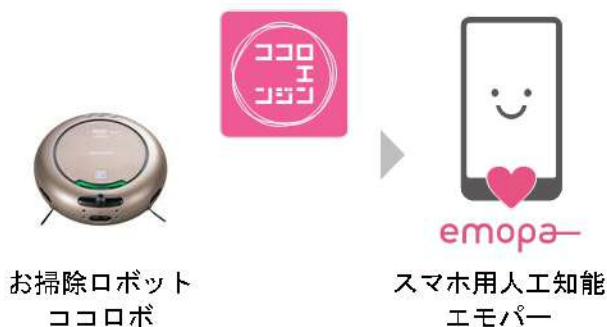 ココロ
エ
ンジン
emopa
お掃除ロボット
ココロボ
スマホ用人工知能
エモパー